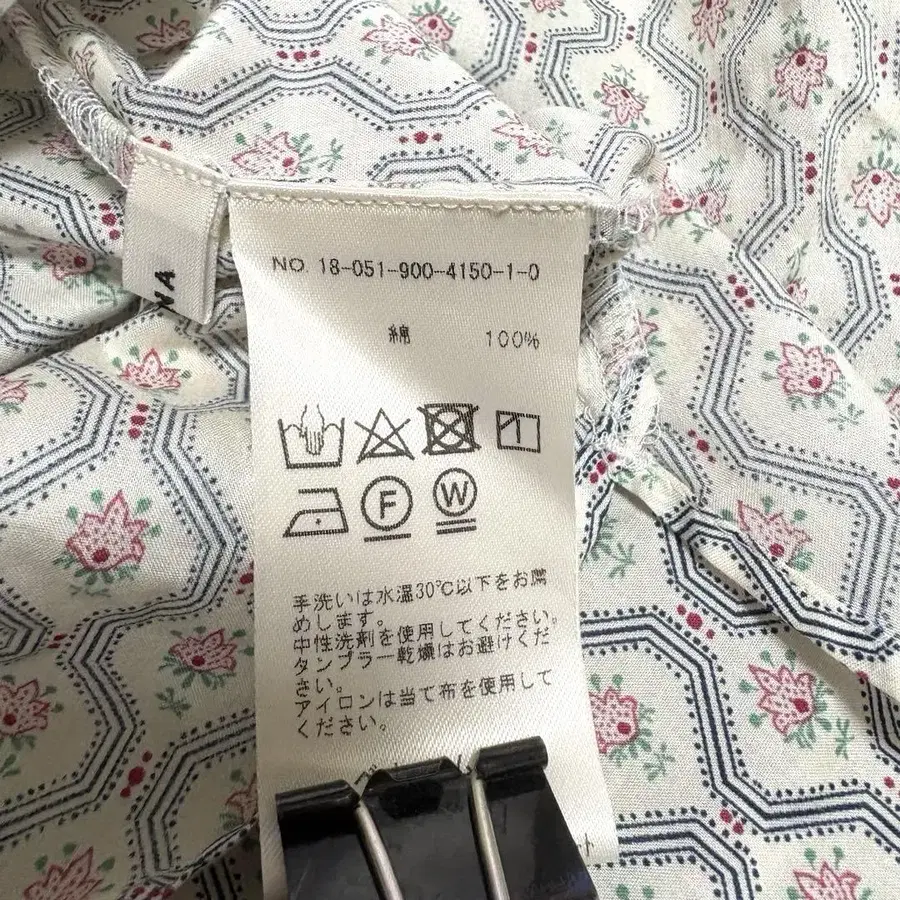 NO. 18-051-900-4150-1-0
綿 100%
F W
手洗いは水温30℃以下をお薦
めします。
中性洗剤を使用してください。
タンブラー乾燥はお避けくだ
さい。
アイロンは当て布を使用して
ください。
NA